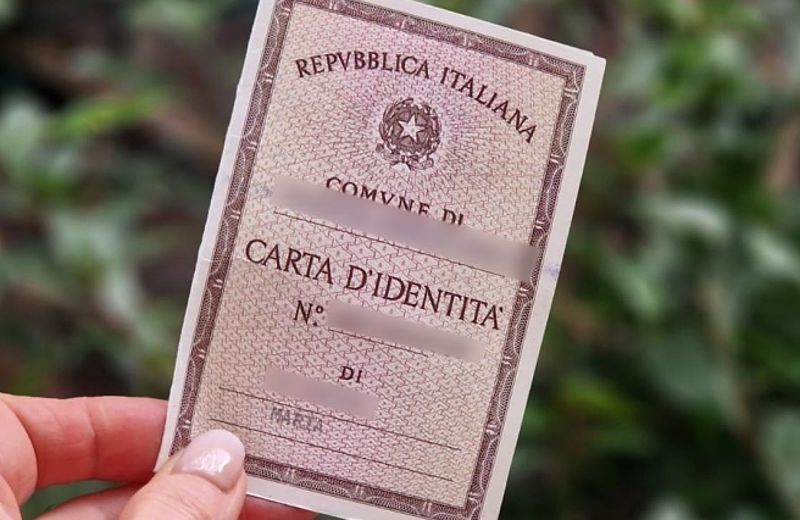 REPVBBLICA ITALIANA
COMVNE DI
CARTA D'IDENTITA'
N.°
DI
MARIA